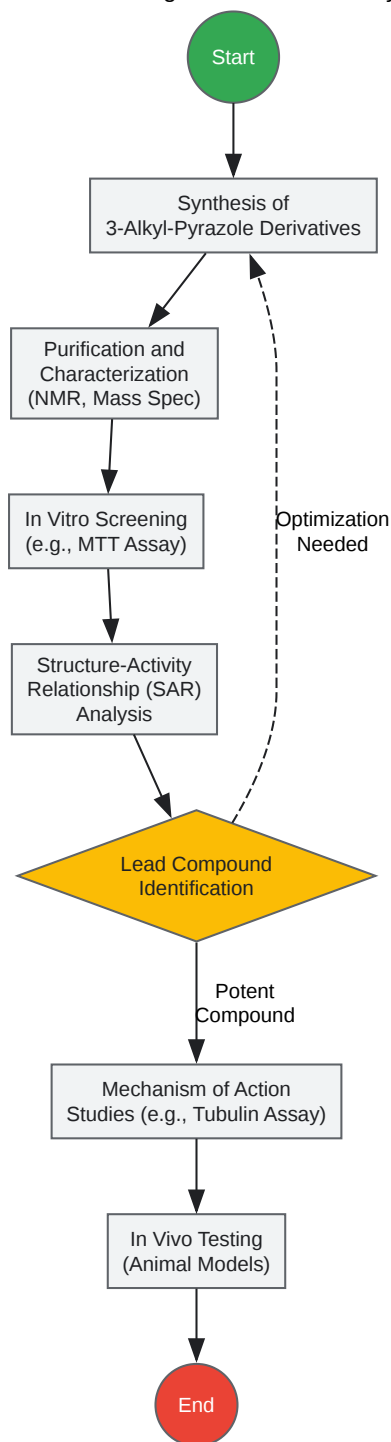 Start
Synthesis of
3-Alkyl-Pyrazole Derivatives
Purification and
Characterization
(NMR, Mass Spec)
In Vitro Screening
(e.g., MTT Assay)
Optimization
Needed
Structure-Activity
Relationship (SAR)
Analysis
Lead Compound
Identification
Potent
Compound
Mechanism of Action
Studies (e.g., Tubulin Assay)
In Vivo Testing
(Animal Models)
End